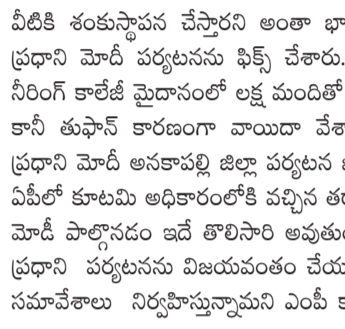 వీటికి శంకుస్థాపన చేస్తారని అంతా భా
ప్రధాని మోదీ పర్యటనను ఫిక్స్ చేశారు.
నీరింగ్ కాలేజీ మైదానంలో లక్ష మందితో
కానీ తుఫాన్ కారణంగా వాయిదా వేశా
ప్రధాని మోదీ అనకాపల్లి జిల్లా పర్యటన
ఏపీలో కూటమి అధికారంలోకి వచ్చిన త
మోడీ పాల్గొనడం ఇదే తొలిసారి అవుతు
ప్రధాని పర్యటనను విజయవంతం చేయ
సమావేశాలు నిర్వహిస్తున్నామని ఎంపీ